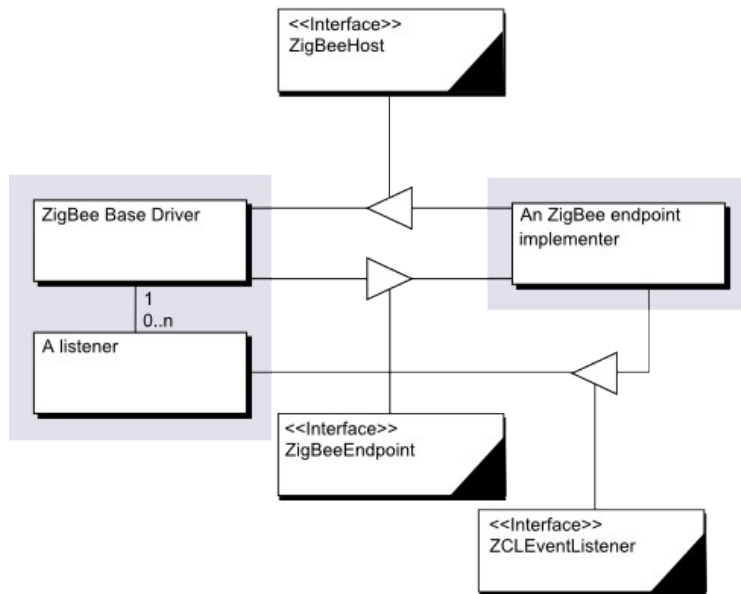 <<Interface>>
ZigBeeHost
ZigBee Base Driver
An ZigBee endpoint
implementer
1
0..n
A listener
<<Interface>>
ZigBeeEndpoint
<<Interface>>
ZCLEventListener